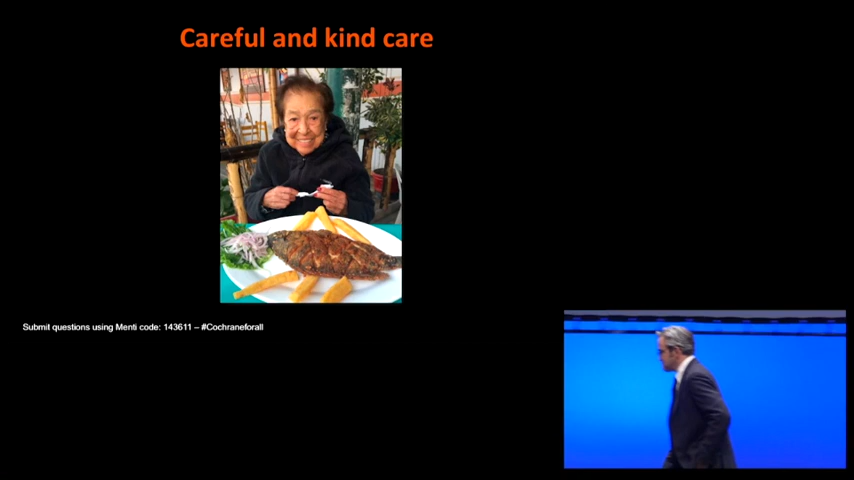 Careful and kind care
Submit questions using Menti code: 143611 – #Cochraneforall